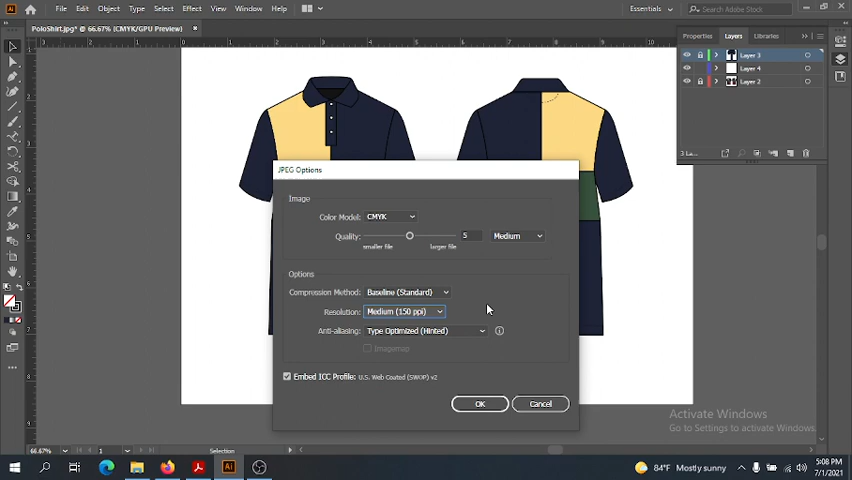 Ai
File Edit Object Type Select Effect View Window Help
Essentials
Search Adobe Stock
PoloShirt.jpg* @ 66.67% (CMYK/GPU Preview)
Properties Layers Libraries
Layer 3
Layer 4
Layer 2
3 La...
JPEG Options
Image
Color Model: CMYK
Quality: 5 Medium
smaller file larger file
Options
Compression Method: Baseline (Standard)
Resolution: Medium (150 ppi)
Anti-aliasing: Type Optimized (Hinted)
Imagemap
Embed ICC Profile: U.S. Web Coated (SWOP) v2
OK Cancel
Activate Windows
Go to Settings to activate Windows.
66.67% 1 Selection
Ai
84°F Mostly sunny
5:08 PM
7/1/2021